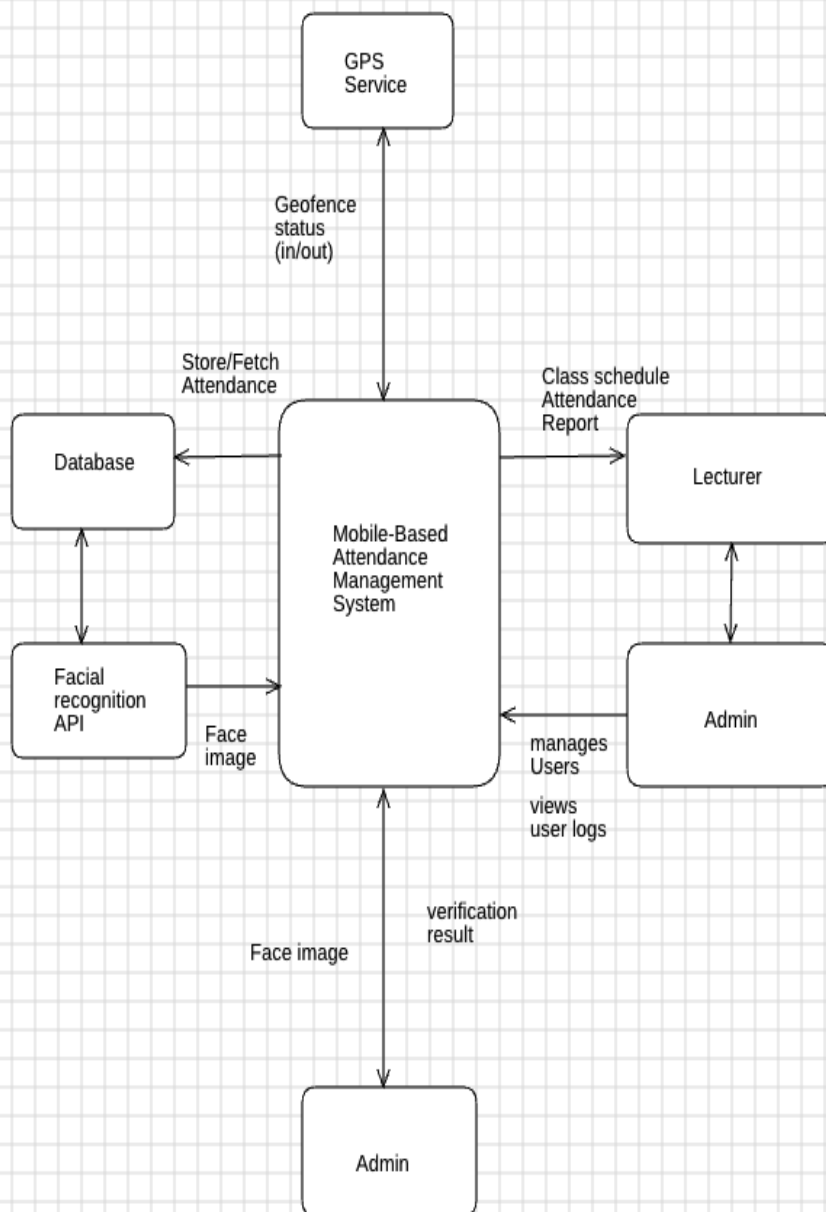 GPS
Service
Geofence
status
(in/out)
Store/Fetch
Attendance
Class schedule
Attendance
Report
Database
Lecturer
Mobile-Based
Attendance
Management
System
Facial
recognition
API
Face
image
Admin
manages
Users
views
user logs
verification
result
Face image
Admin